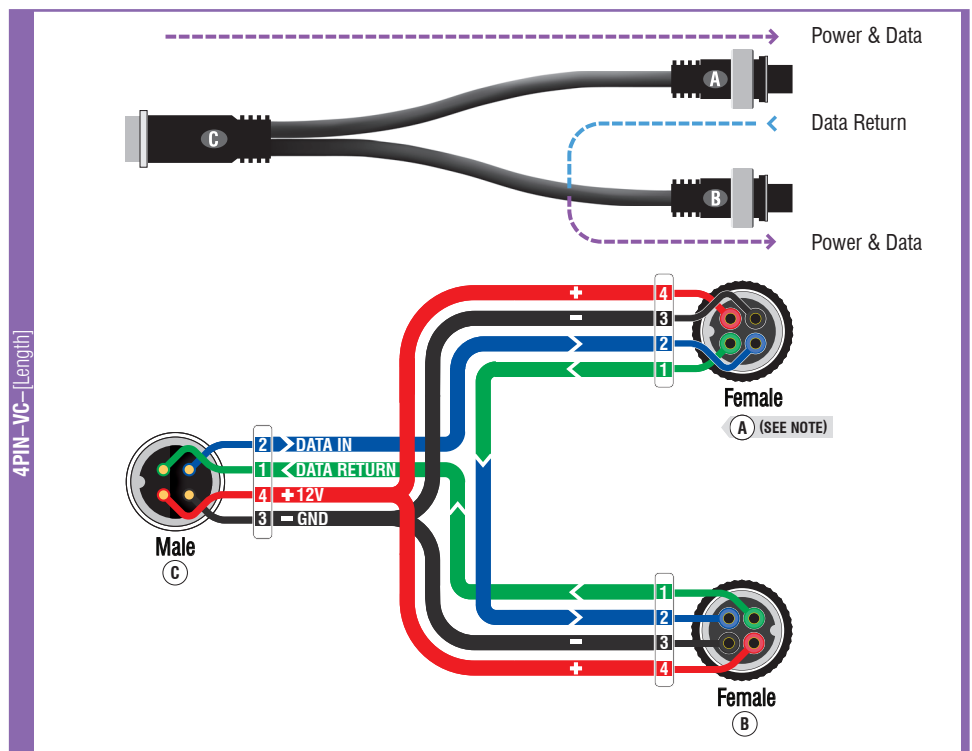 4PIN–VC–[Length]
Power & Data
A
C
Data Return
B
Power & Data
+
4
–
3
2
1
Female
A (SEE NOTE)
2 DATA IN
1 DATA RETURN
4 + 12V
3 – GND
Male
C
1
2
–
3
+
4
Female
B